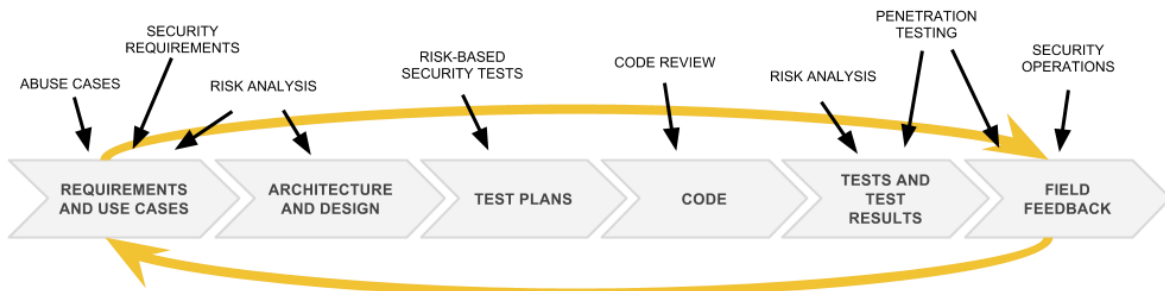 SECURITY
REQUIREMENTS
PENETRATION
TESTING
RISK-BASED
SECURITY TESTS
CODE REVIEW
SECURITY
OPERATIONS
ABUSE CASES
RISK ANALYSIS
RISK ANALYSIS
REQUIREMENTS
AND USE CASES
ARCHITECTURE
AND DESIGN
TEST PLANS
CODE
TESTS AND
TEST
RESULTS
FIELD
FEEDBACK